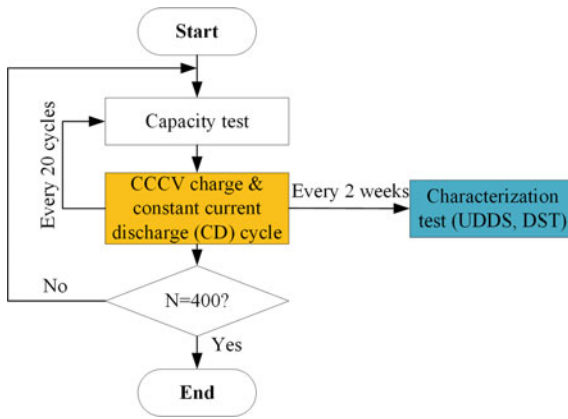 Start
Capacity test
Every 20 cycles
CCCV charge &
constant current
discharge (CD) cycle
Every 2 weeks
Characterization
test (UDDS, DST)
No
N=400?
Yes
End